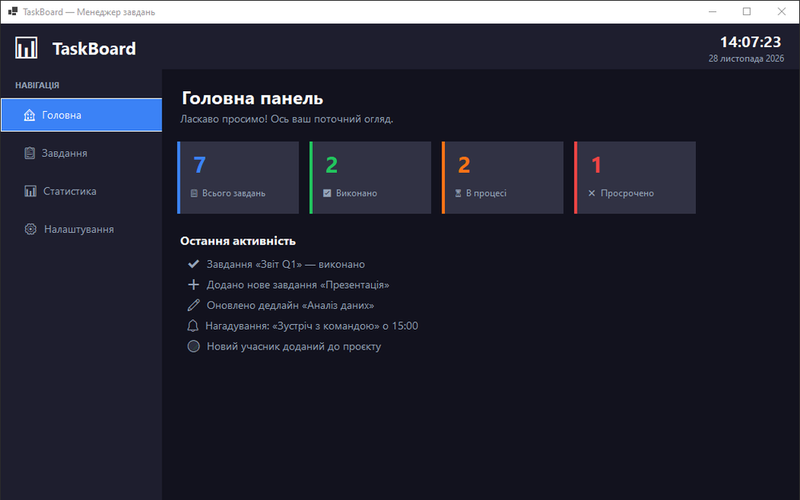 TaskBoard — Менеджер завдань
TaskBoard
14:07:23
28 листопада 2026
НАВІГАЦІЯ
Головна
Завдання
Статистика
Налаштування
Головна панель
Ласкаво просимо! Ось ваш поточний огляд.
7
Всього завдань
2
Виконано
2
В процесі
1
Просрочено
Остання активність
Завдання «Звіт Q1» — виконано
Додано нове завдання «Презентація»
Оновлено дедлайн «Аналіз даних»
Нагадування: «Зустріч з командою» о 15:00
Новий учасник доданий до проєкту